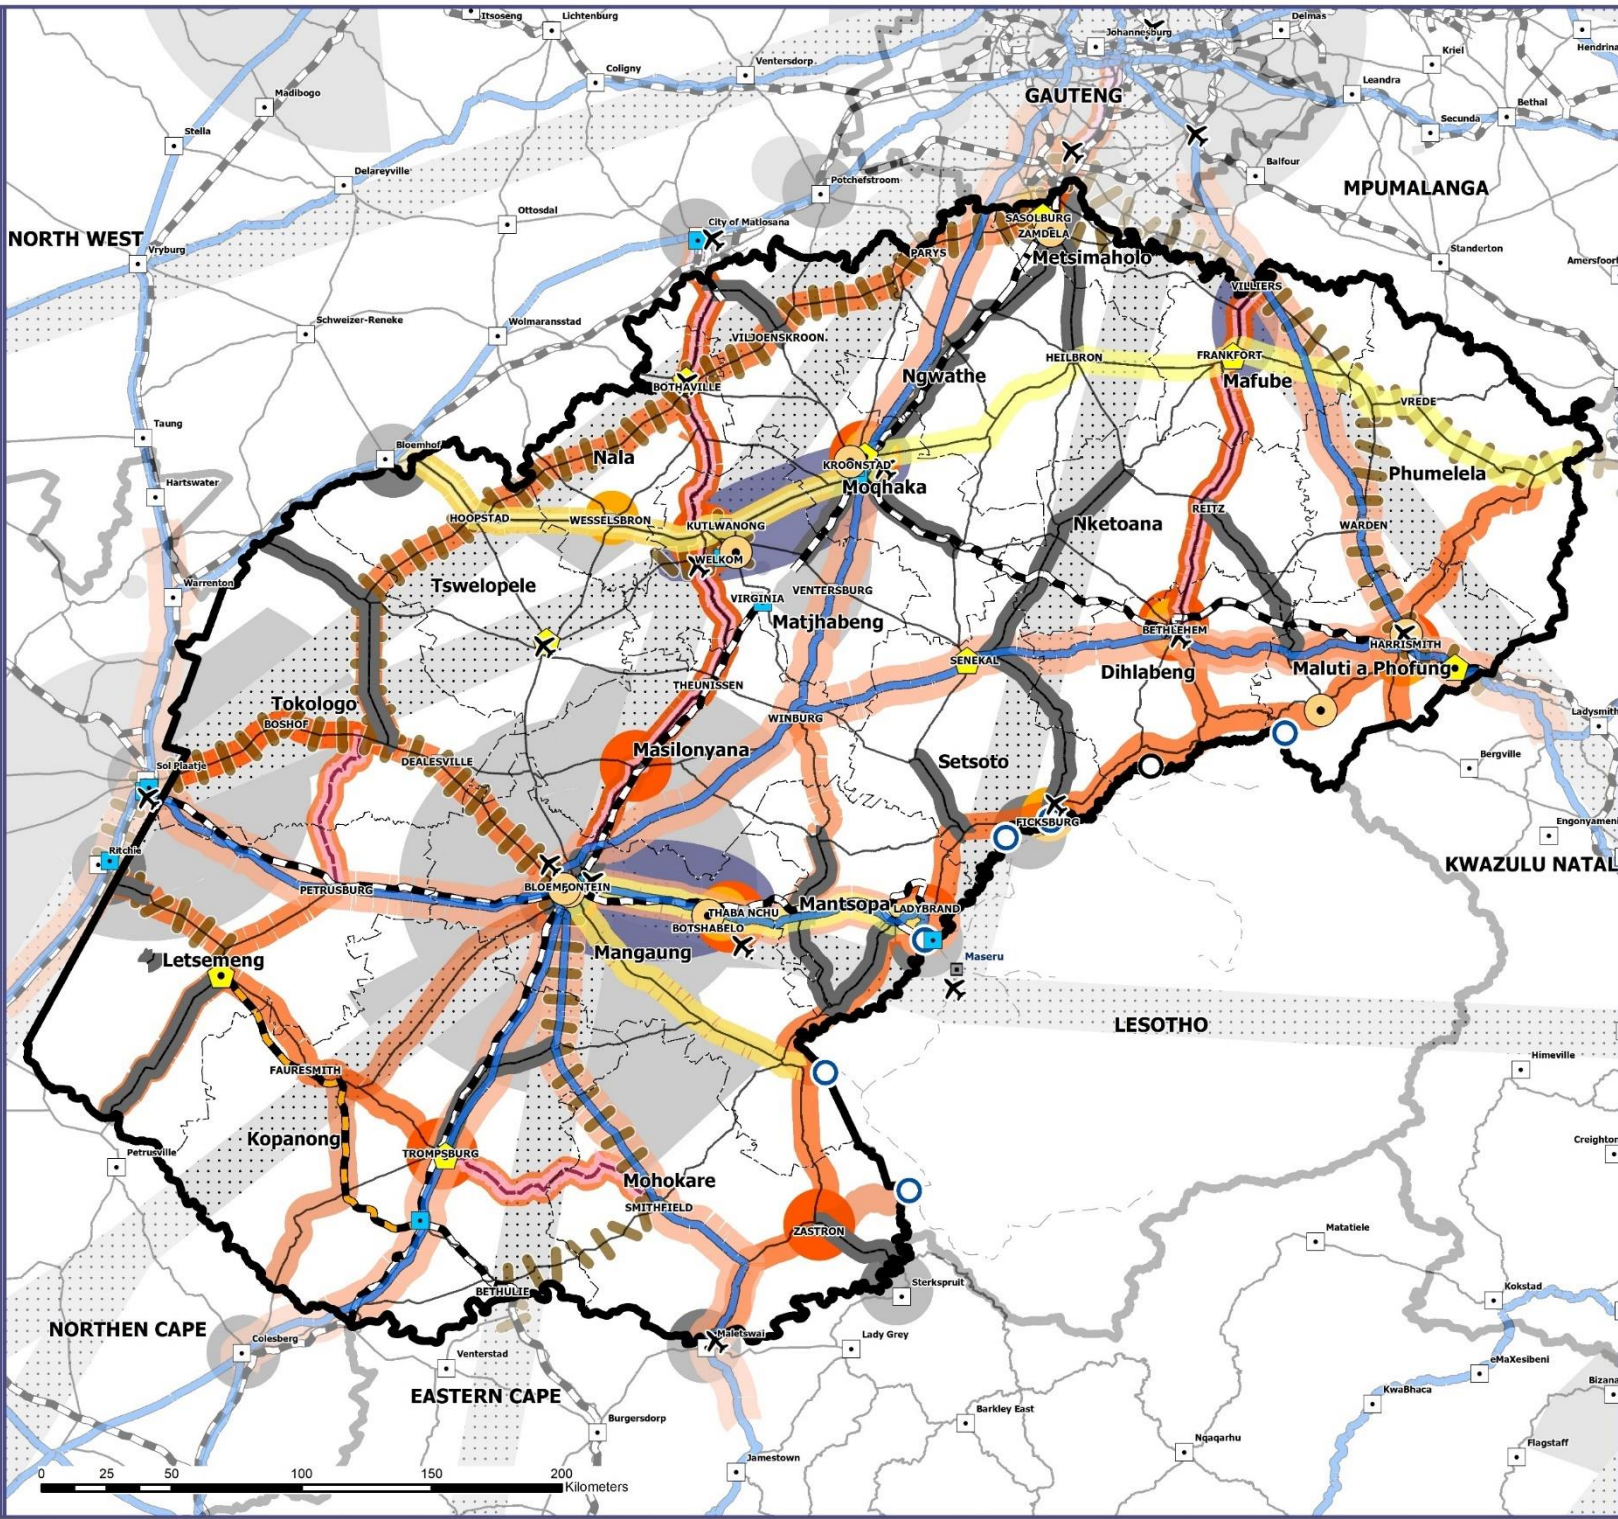 Itsoseng
Lichtenburg
Delmas
Johannesburg
Kriel
Hendrina
Coligny
Ventersdorp
Leandra
Madibogo
GAUTENG
Bethal
Stella
Secunda
Balfour
Delareyville
Potchefstroom
MPUMALANGA
Ottosdal
City of Matlosana
SASOLBURG
ZAMDELA
NORTH WEST
Vryburg
PARYS
Metsimaholo
Standerton
Amersfoort
VILLIERS
Schweizer-Reneke
Wolmaransstad
VILJOENSKROON
HEILBRON
FRANKFORT
BOTHAVILLE
Ngwathe
Mafube
VREDE
Taung
Bloemhof
Nala
KROONSTAD
Phumelela
Hartswater
Moqhaka
HOOPSTAD
WESSELSBRON
KUTLWANONG
Nketoana
REITZ
WARDEN
WELKOM
Tswelopele
Warrenton
VIRGINIA
VENTERSBURG
Matjhabeng
BETHLEHEM
HARRISMITH
SENEKAL
Dihlabeng
Maluti a Phofung
THEUNISSEN
Tokologo
BOSHOF
WINBURG
Ladysmith
Masilonyana
Sol Plaatje
DEALESVILLE
Setsoto
Bergville
FICKSBURG
Engonyameni
Ritchie
KWAZULU NATAL
PETRUSBURG
BLOEMFONTEIN
Mantsopa
THABA NCHU
LADYBRAND
BOTSHABELO
Letsemeng
Mangaung
Maseru
LESOTHO
Himeville
FAURESMITH
Kopanong
Creighton
Petrusville
TROMPSBURG
Mohokare
SMITHFIELD
ZASTRON
Matatiele
Sterkspruit
BETHULIE
Kokstad
NORTHEN CAPE
Colesberg
Maletswai
Lady Grey
Venterstad
eMaXesibeni
EASTERN CAPE
KwaBhaca
Bizana
Burgersdorp
Barkley East
Nqaqarhu
Flagstaff
Jamestown
0 25 50 100 150 200
Kilometers